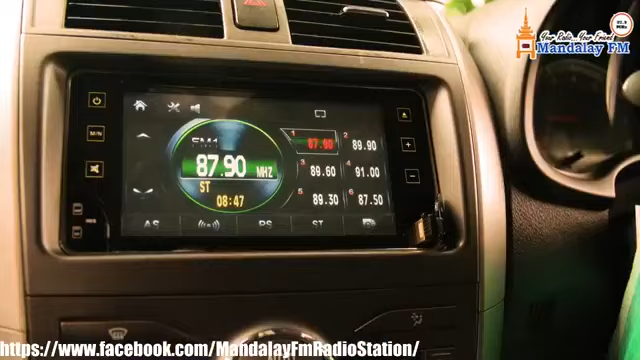 Your Radio...Your Friend
Mandalay FM
FM1
87.90 MHZ
ST
08:47
1 87.90
2 89.90
3 89.60
4 91.00
5 89.30
6 87.50
AS
PS
ST
https://www.facebook.com/MandalayFmRadioStation/